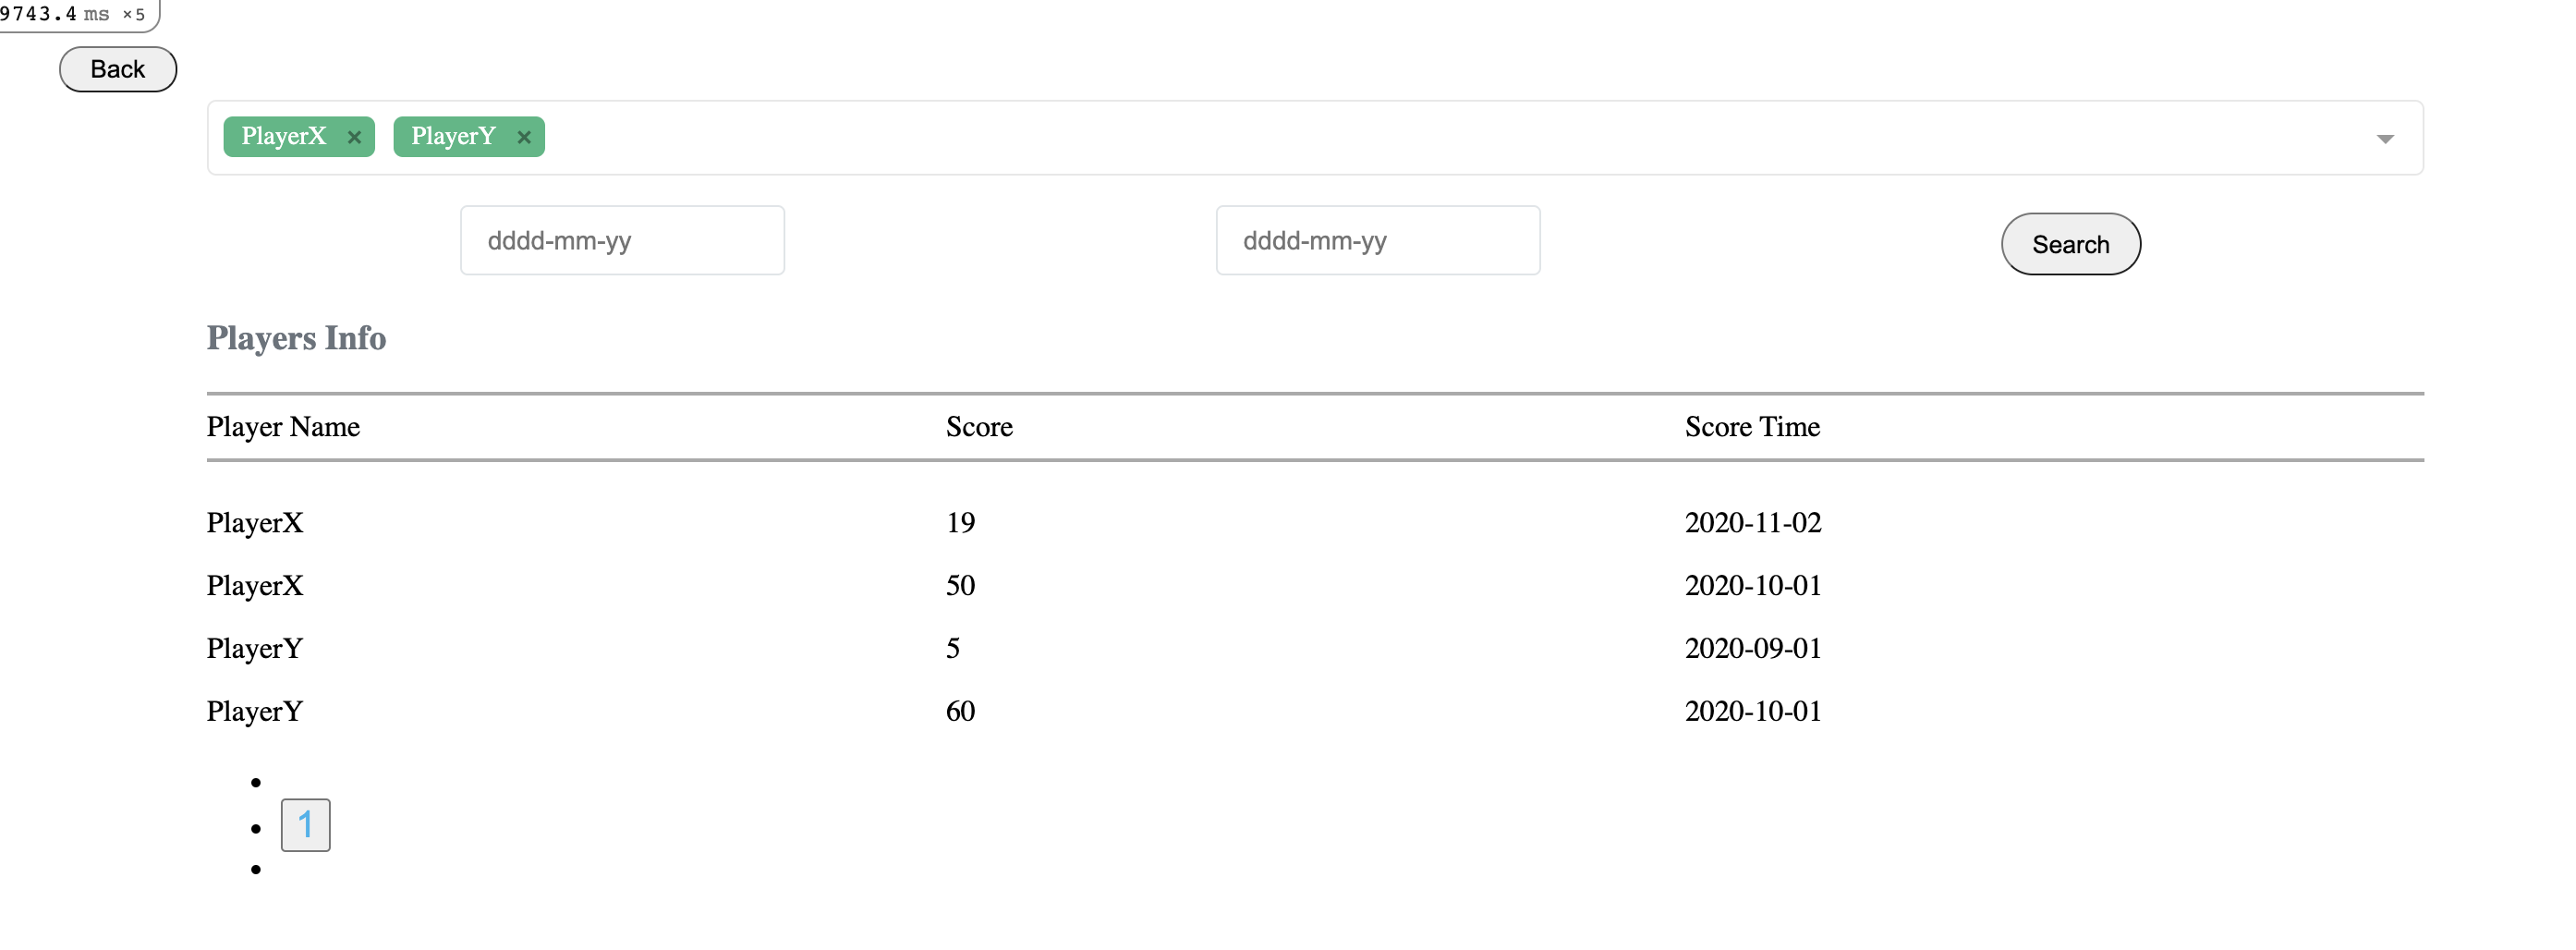 9743.4 ms ×5
Back
PlayerX × PlayerY ×
dddd-mm-yy dddd-mm-yy Search
Players Info
Player Name Score Score Time
PlayerX 19 2020-11-02
PlayerX 50 2020-10-01
PlayerY 5 2020-09-01
PlayerY 60 2020-10-01
1